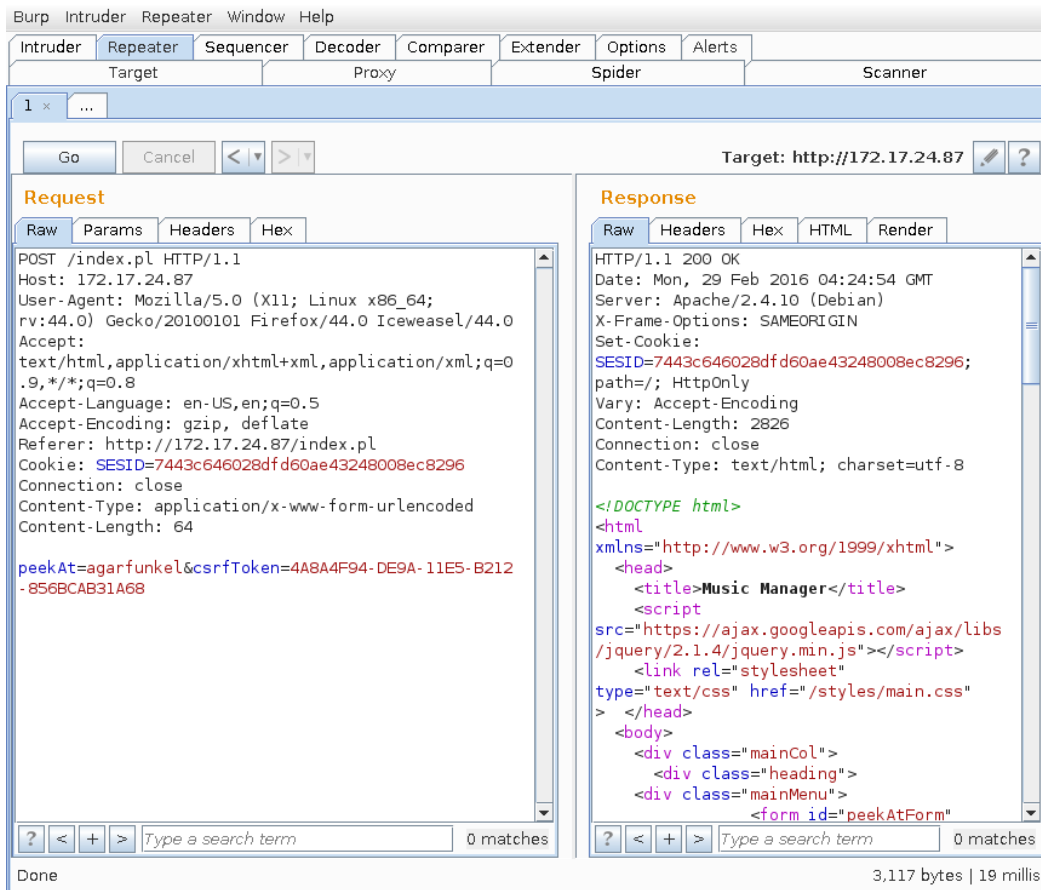 Burp Intruder Repeater Window Help
Intruder Repeater Sequencer Decoder Comparer Extender Options Alerts
Target Proxy Spider Scanner
1 × ...
Go Cancel < > Target: http://172.17.24.87 ?
Request
Raw Params Headers Hex
POST /index.pl HTTP/1.1
Host: 172.17.24.87
User-Agent: Mozilla/5.0 (X11; Linux x86_64;
rv:44.0) Gecko/20100101 Firefox/44.0 Iceweasel/44.0
Accept:
text/html,application/xhtml+xml,application/xml;q=0
.9,*/*;q=0.8
Accept-Language: en-US,en;q=0.5
Accept-Encoding: gzip, deflate
Referer: http://172.17.24.87/index.pl
Cookie: SESID=7443c646028dfd60ae43248008ec8296
Connection: close
Content-Type: application/x-www-form-urlencoded
Content-Length: 64
peekAt=agarfunkel&csrfToken=4A8A4F94-DE9A-11E5-B212
-856BCAB31A68
? < + > Type a search term 0 matches
Response
Raw Headers Hex HTML Render
HTTP/1.1 200 OK
Date: Mon, 29 Feb 2016 04:24:54 GMT
Server: Apache/2.4.10 (Debian)
X-Frame-Options: SAMEORIGIN
Set-Cookie:
SESID=7443c646028dfd60ae43248008ec8296;
path=/; HttpOnly
Vary: Accept-Encoding
Content-Length: 2826
Connection: close
Content-Type: text/html; charset=utf-8
<!DOCTYPE html>
<html
xmlns="http://www.w3.org/1999/xhtml">
<head>
<title>Music Manager</title>
<script
src="https://ajax.googleapis.com/ajax/libs
/jquery/2.1.4/jquery.min.js"></script>
<link rel="stylesheet"
type="text/css" href="/styles/main.css"
> </head>
<body>
<div class="mainCol">
<div class="heading">
<div class="mainMenu">
<form id="peekAtForm"
? < + > Type a search term 0 matches
Done 3,117 bytes | 19 millis